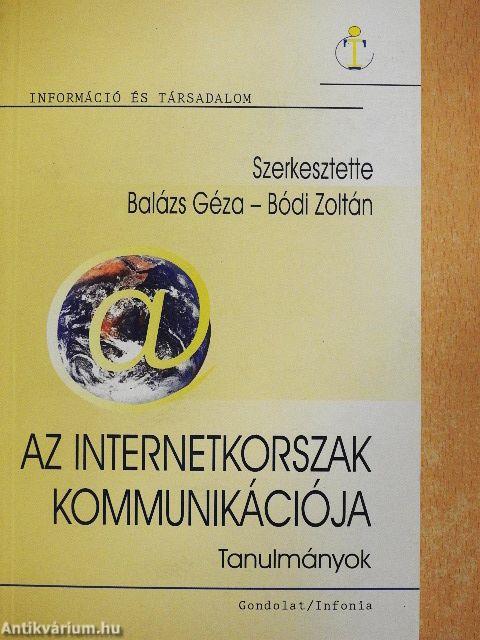 i
INFORMÁCIÓ ÉS TÁRSADALOM
Szerkesztette
Balázs Géza – Bódi Zoltán
@
AZ INTERNETKORSZAK
KOMMUNIKÁCIÓJA
Tanulmányok
Gondolat/Infonia
Antikvárium.hu